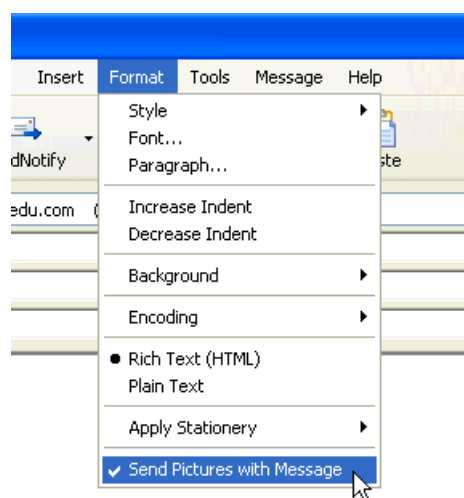 Insert Format Tools Message Help
Style
Font...
dNotify ste
Paragraph...
edu.com (
Increase Indent
Decrease Indent
Background
Encoding
Rich Text (HTML)
Plain Text
Apply Stationery
Send Pictures with Message